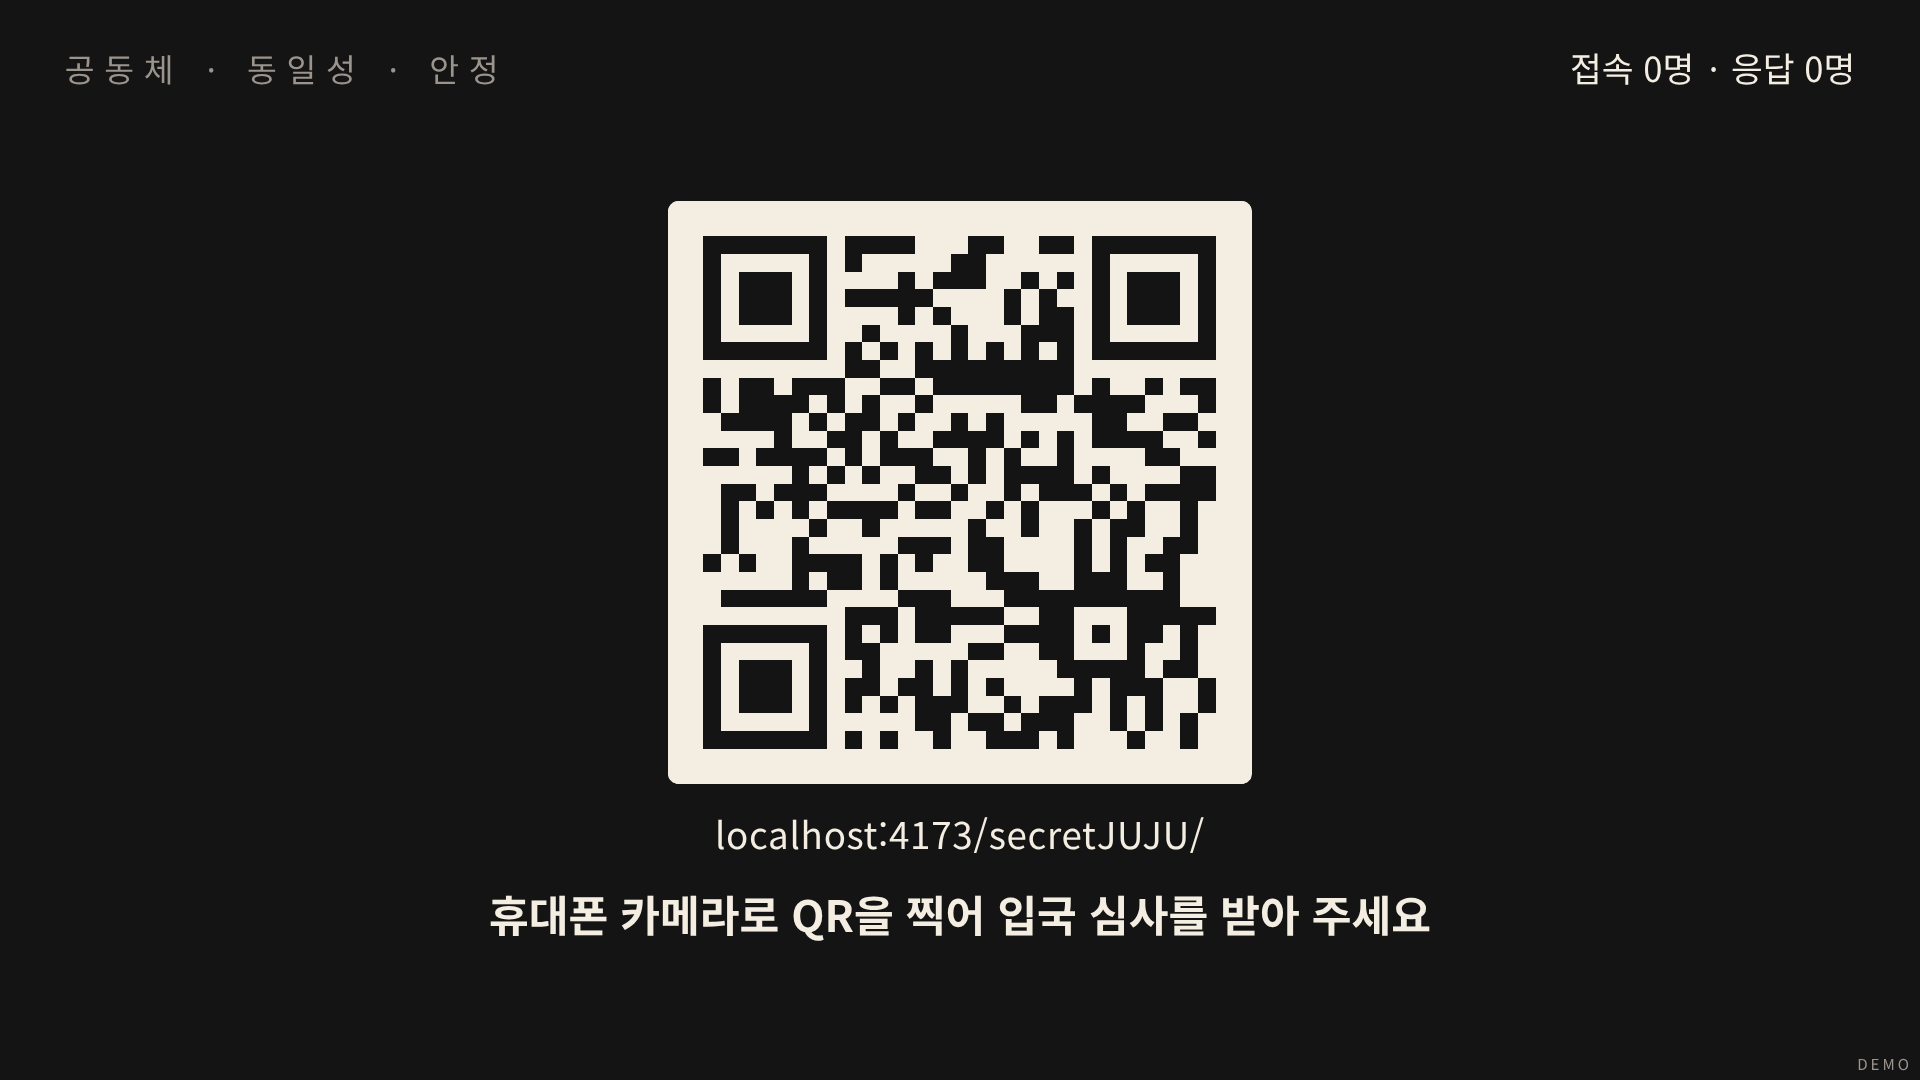 공동체 · 동일성 · 안정
접속 0명 · 응답 0명
localhost:4173/secretJUJU/
휴대폰 카메라로 QR을 찍어 입국 심사를 받아 주세요
DEMO